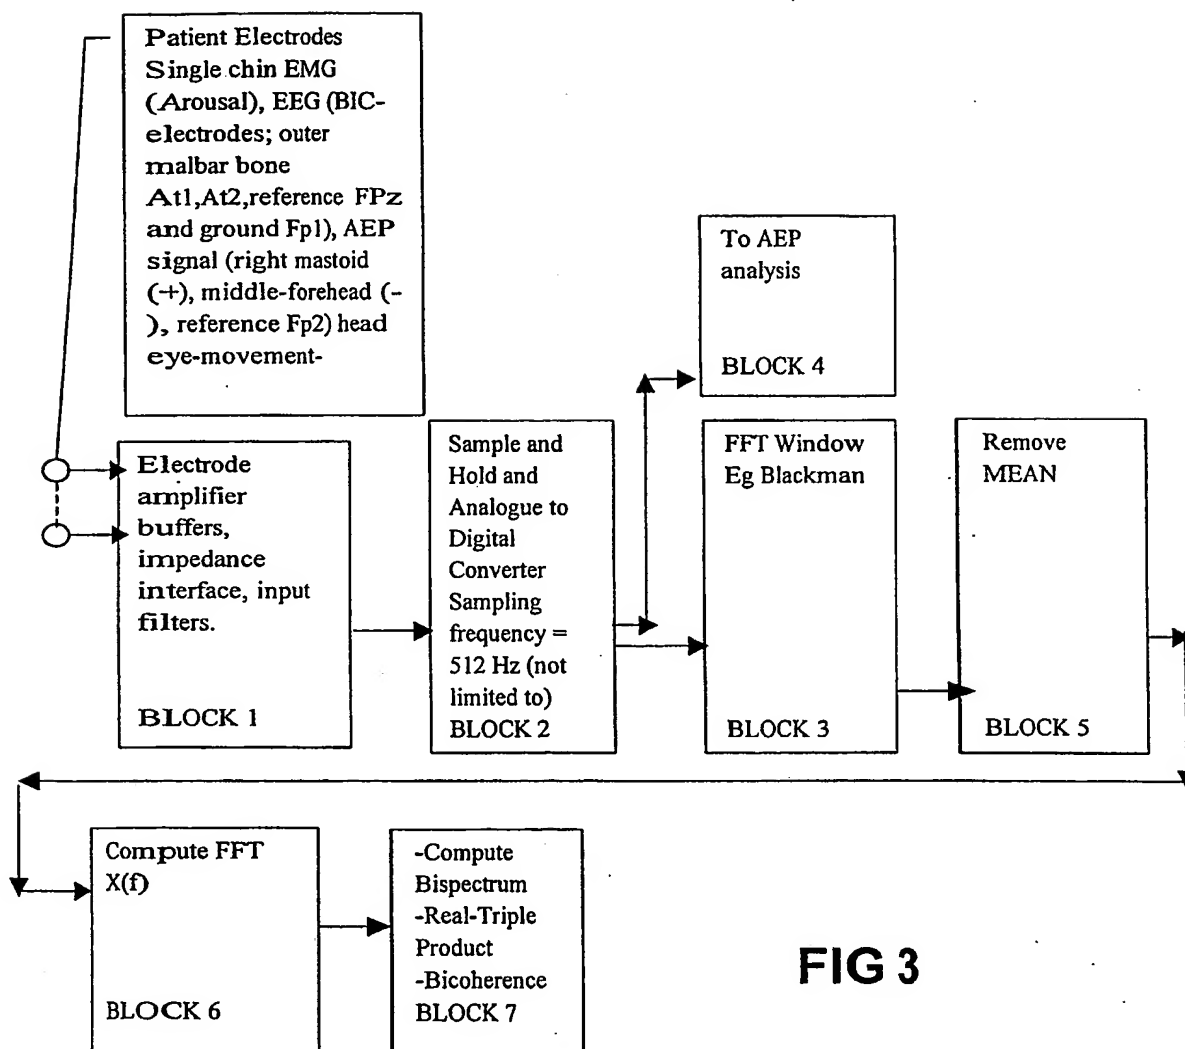 Patient Electrodes
Single chin EMG
(Arousal), EEG (BIC-
electrodes; outer
malbar bone
At1,At2,reference FPz
and ground Fp1), AEP
signal (right mastoid
(+), middle-forehead (-
), reference Fp2) head
eye-movement-
To AEP
analysis
BLOCK 4
Electrode
amplifier
buffers,
impedance
interface, input
filters.
BLOCK 1
Sample and
Hold and
Analogue to
Digital
Converter
Sampling
frequency =
512 Hz (not
limited to)
BLOCK 2
FFT Window
Eg Blackman
BLOCK 3
Remove
MEAN
BLOCK 5
Compute FFT
X(f)
BLOCK 6
-Compute
Bispectrum
-Real-Triple
Product
-Bicoherence
BLOCK 7
FIG 3